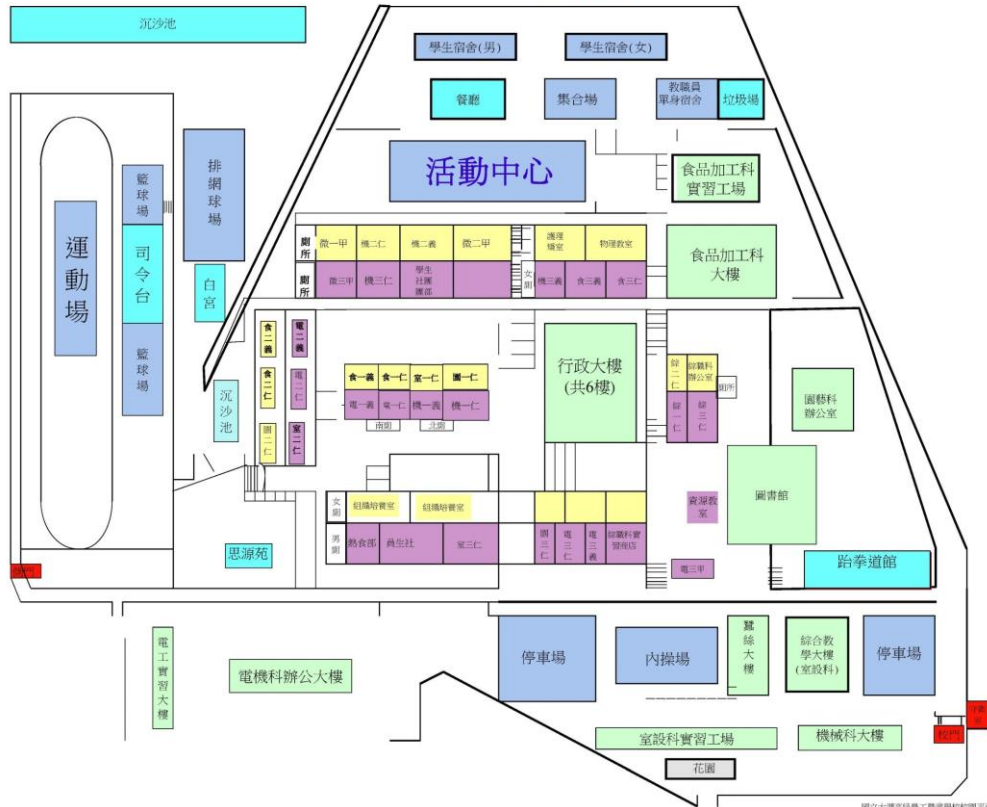 沉沙池
學生宿舍(男)
學生宿舍(女)
餐廳
集合場
教職員
單身宿舍
垃圾場
排網球場
籃球場
活動中心
食品加工科
實習工場
運動場
司令台
廁所
微一甲
機二仁
機二義
微二甲
護理
物理教室
食品加工科
大樓
白宮
廁所
微三甲
機三仁
學生
社團
團部
女廁
機三義
食三義
食三仁
籃球場
食二義
電二義
行政大樓
(共6樓)
食二仁
電二仁
食一義
食一仁
室一仁
園一仁
綜二仁
綜職科
辦公室
廁所
園藝科
辦公室
沉沙池
電一義
電一仁
機一義
機一仁
綜一仁
綜三仁
南廁
北廁
園二仁
室二仁
圖書館
女廁
組織培養室
組織培養室
資源教室
男廁
熱食部
員生社
室三仁
園三仁
電三仁
電三義
綜職科實
習商店
思源苑
電三甲
跆拳道館
電工實習大樓
電機科辦公大樓
停車場
內操場
蠶絲大樓
綜合教
學大樓
(室設科)
停車場
校門
室設科實習工場
機械科大樓
花園